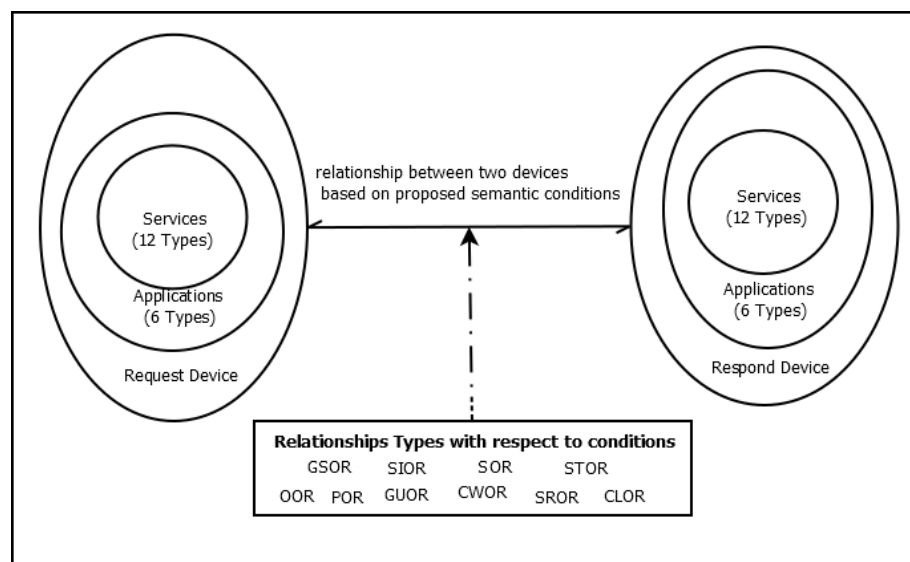 relationship between two devices
based on proposed semantic conditions
Services
(12 Types)
Applications
(6 Types)
Request Device
Services
(12 Types)
Applications
(6 Types)
Respond Device
Relationships Types with respect to conditions
GSOR SIOR SOR STOR
OOR POR GUOR CWOR SROR CLOR